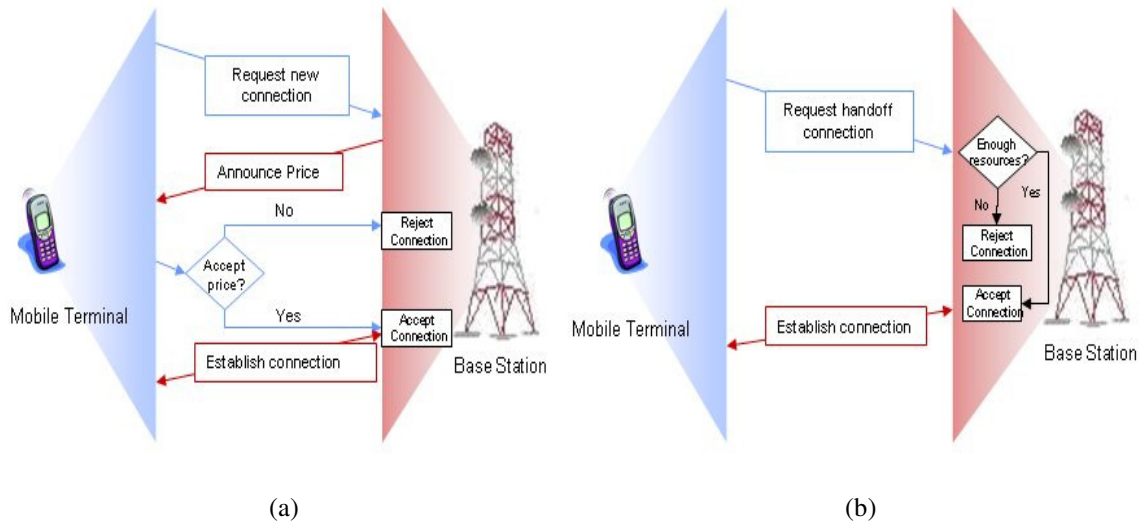 Request new
connection
Announce Price
No
Reject
Connection
Accept
price?
Mobile Terminal
Yes
Accept
Connection
Establish connection
Base Station
(a)
Request handoff
connection
Enough
resources?
Yes
No
Reject
Connection
Accept
Connection
Establish connection
Mobile Terminal
Base Station
(b)